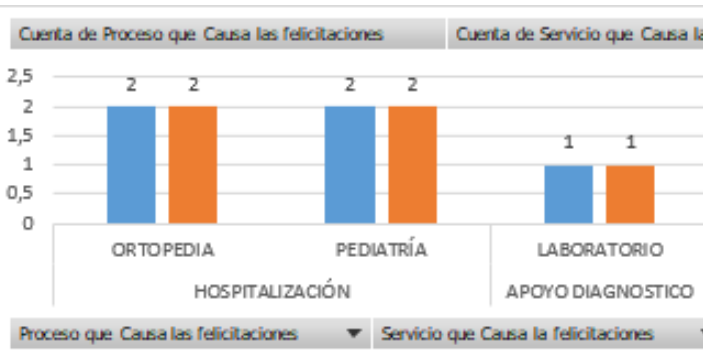 Cuenta de Proceso que Causa las felicitaciones Cuenta de Servicio que Causa
2,5
2
1,5
1
0,5
0
2 2 2 2 1 1
ORTOPEDIA PEDIATRÍA LABORATORIO
HOSPITALIZACIÓN APOYO DIAGNOSTICO
Proceso que Causa las felicitaciones Servicio que Causa la felicitaciones